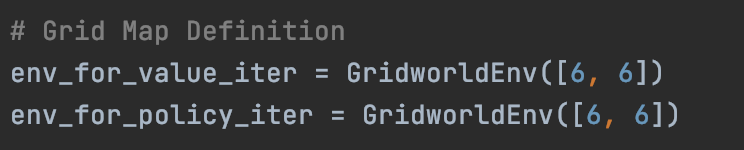 # Grid Map Definition
env_for_value_iter = GridworldEnv([6, 6])
env_for_policy_iter = GridworldEnv([6, 6])